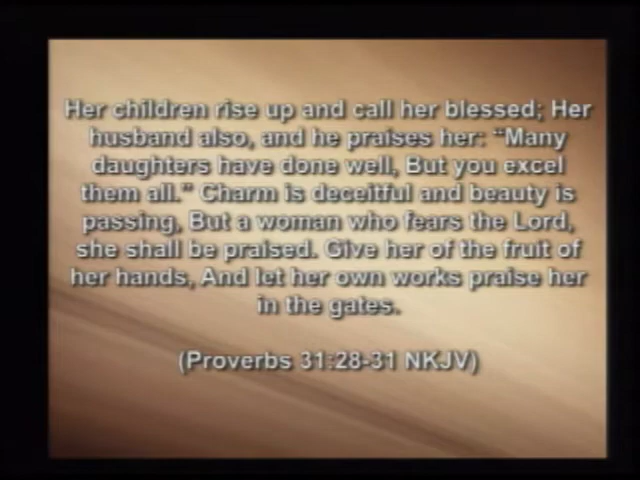 Her children rise up and call her blessed; Her
husband also, and he praises her: “Many
daughters have done well, But you excel
them all.” Charm is deceitful and beauty is
passing, But a woman who fears the Lord,
she shall be praised. Give her of the fruit of
her hands, And let her own works praise her
in the gates.
(Proverbs 31:28-31 NKJV)